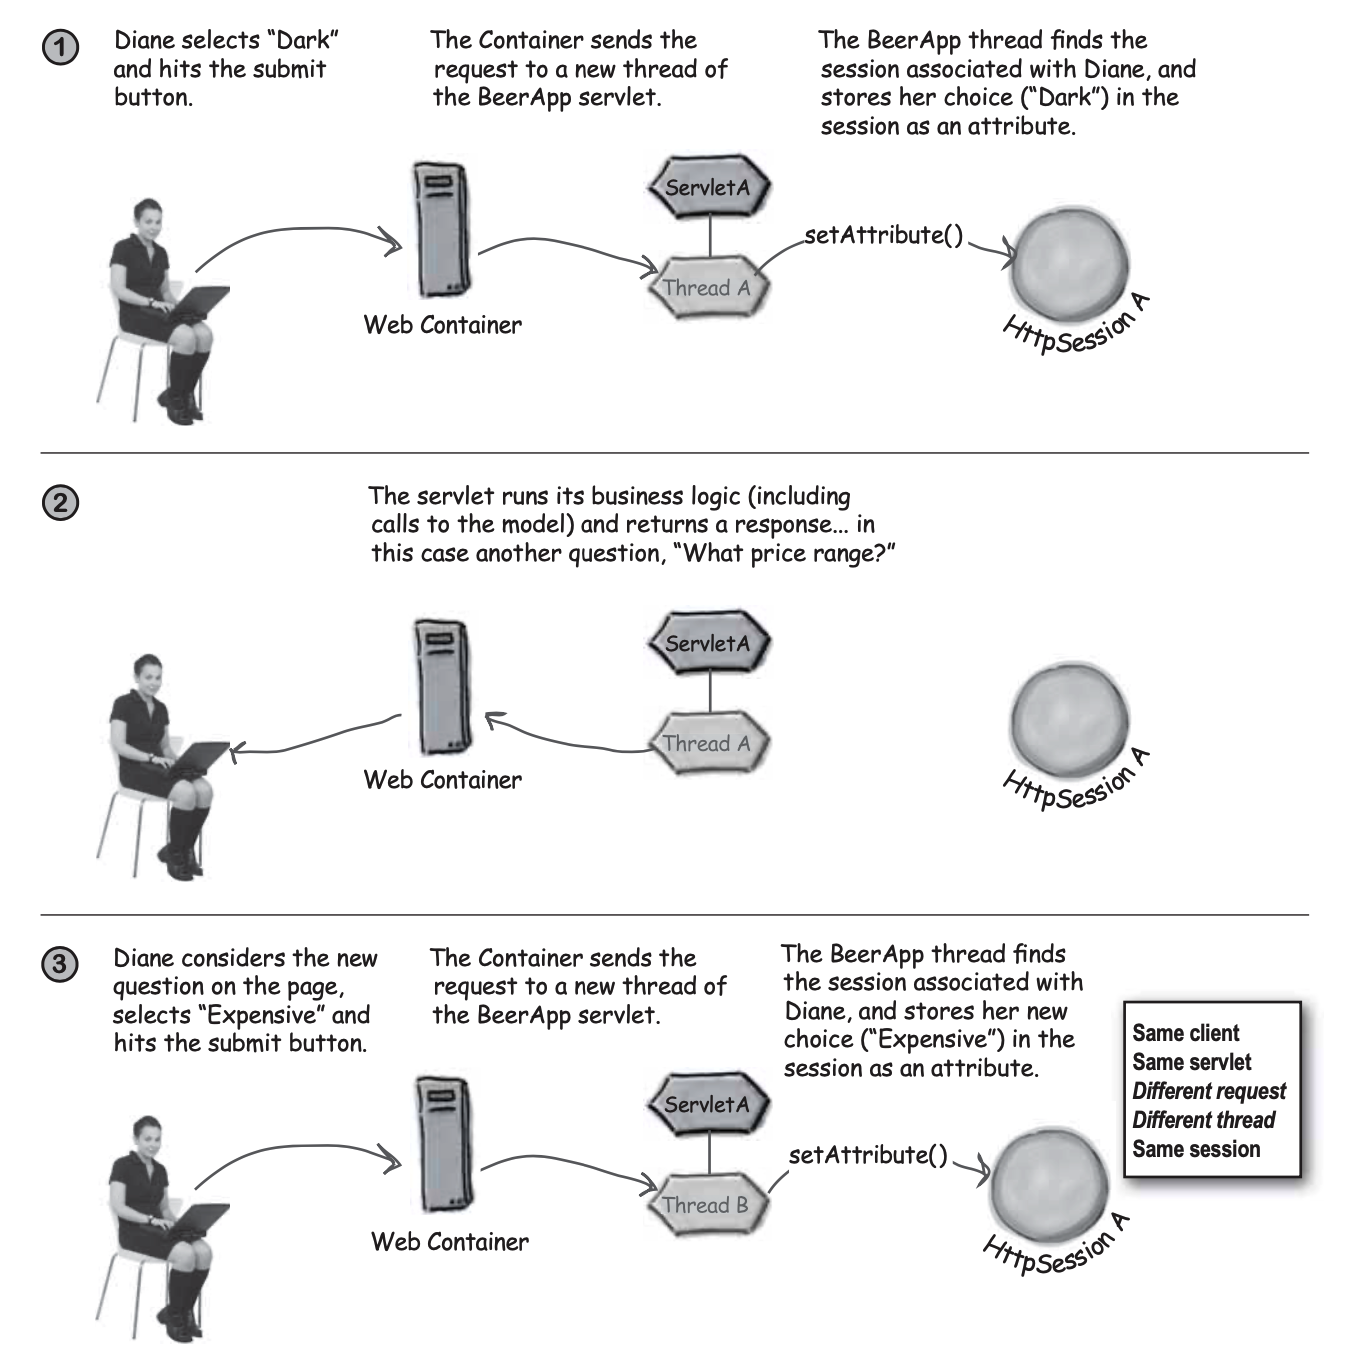 1
Diane selects “Dark”
and hits the submit
button.
The Container sends the
request to a new thread of
the BeerApp servlet.
The BeerApp thread finds the
session associated with Diane, and
stores her choice (“Dark”) in the
session as an attribute.
ServletA
Thread A
setAttribute()
Web Container
HttpSession A
2
The servlet runs its business logic (including
calls to the model) and returns a response... in
this case another question, “What price range?”
ServletA
Thread A
Web Container
HttpSession A
3
Diane considers the new
question on the page,
selects “Expensive” and
hits the submit button.
The Container sends the
request to a new thread of
the BeerApp servlet.
The BeerApp thread finds
the session associated with
Diane, and stores her new
choice (“Expensive”) in the
session as an attribute.
Same client
Same servlet
Different request
Different thread
Same session
ServletA
Thread B
setAttribute()
Web Container
HttpSession A